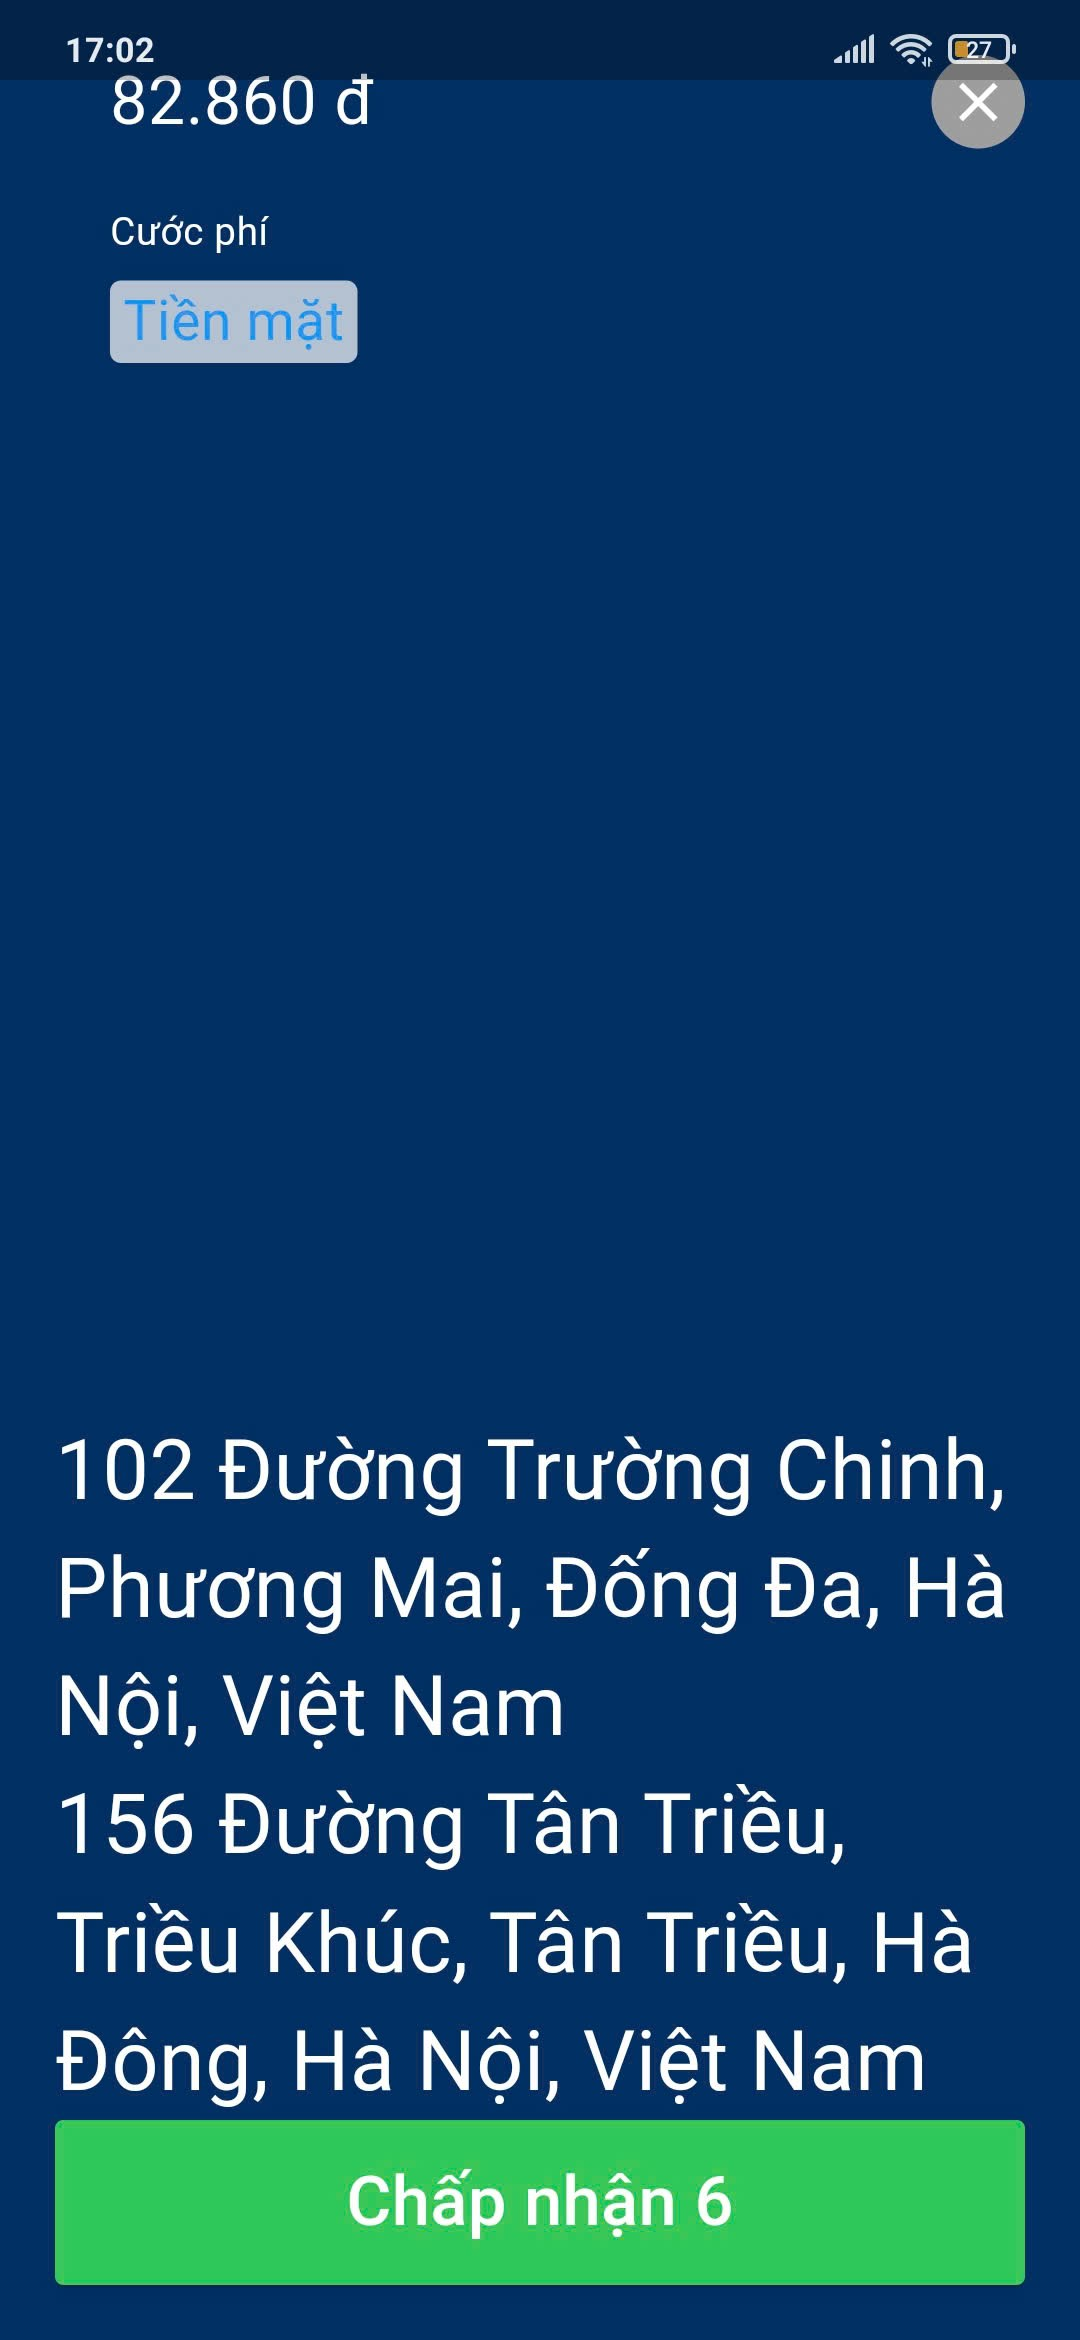 17:02
27
82.860 đ
Cước phí
Tiền mặt
102 Đường Trường Chinh,
Phương Mai, Đống Đa, Hà
Nội, Việt Nam
156 Đường Tân Triều,
Triều Khúc, Tân Triều, Hà
Đông, Hà Nội, Việt Nam
Chấp nhận 6